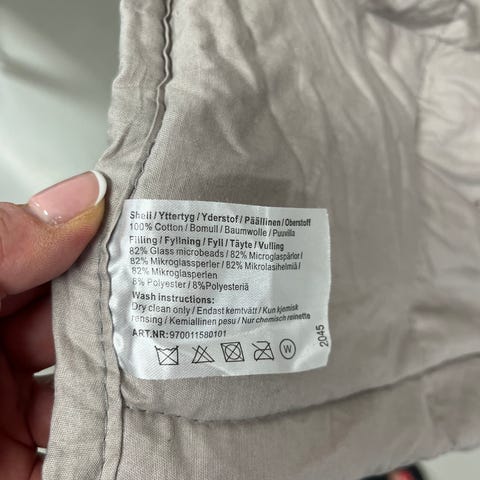 Shell / Yttertyg / Yderstof / Päällinen / Oberstoff
100% Cotton / Bomull / Baumwolle / Puuvilla
Filling / Fyllning / Fyll / Täyte / Vulling
82% Glass microbeads / 82% Microglaspärlor /
82% Mikroglassperler / 82% Mikrolasihelmiä /
82% Mikroglasperlen
8% Polyester / 8%Polyesteriä
Wash instructions:
Dry clean only / Endast kemtvätt / Kun kjemisk
rensing / Kemiallinen pesu / Nur chemisch reinette
ART.NR:970011580101
W
2045